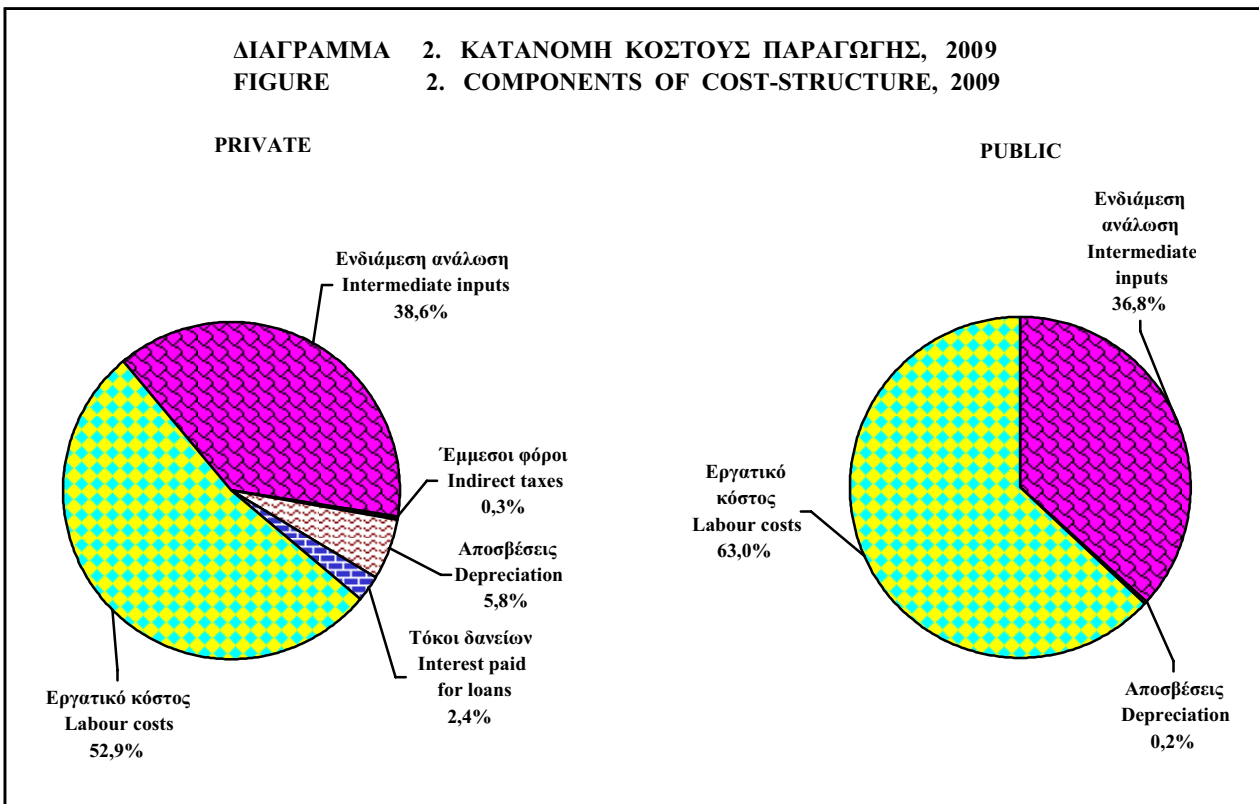 ΔΙΑΓΡΑΜΜΑ 2. ΚΑΤΑΝΟΜΗ ΚΟΣΤΟΥΣ ΠΑΡΑΓΩΓΗΣ, 2009
FIGURE 2. COMPONENTS OF COST-STRUCTURE, 2009
PRIVATE
Ενδιάμεση ανάλωση
Intermediate inputs
38,6%
Έμμεσοι φόροι
Indirect taxes
0,3%
Αποσβέσεις
Depreciation
5,8%
Τόκοι δανείων
Interest paid
for loans
2,4%
Εργατικό κόστος
Labour costs
52,9%
PUBLIC
Ενδιάμεση
ανάλωση
Intermediate
inputs
36,8%
Εργατικό
κόστος
Labour costs
63,0%
Αποσβέσεις
Depreciation
0,2%